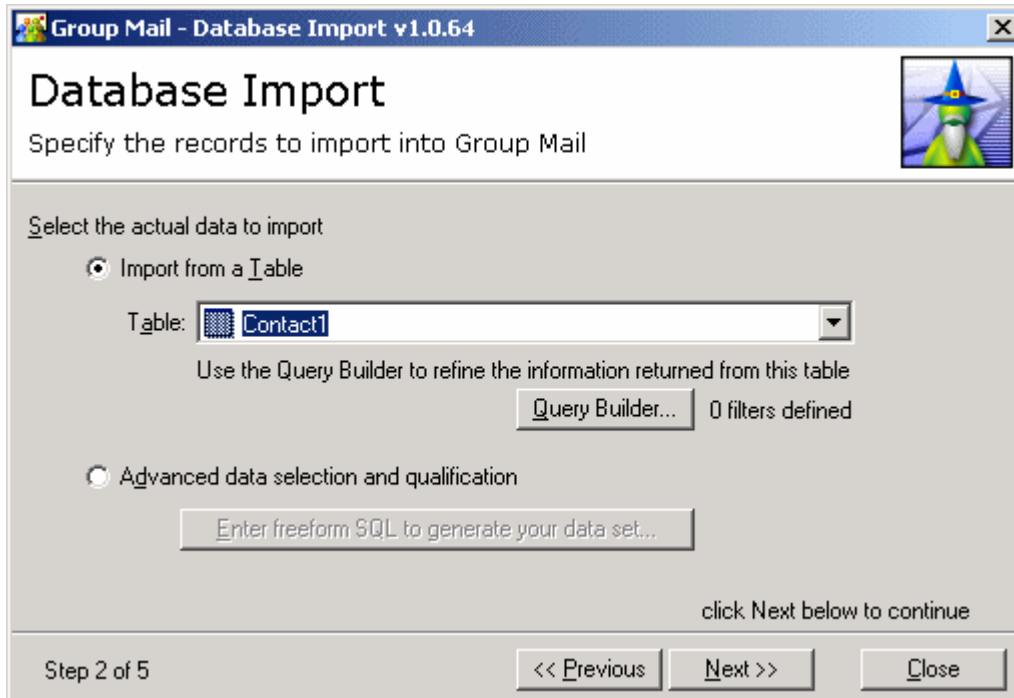 Group Mail - Database Import v1.0.64
Database Import
Specify the records to import into Group Mail
Select the actual data to import
Import from a Table
Table: Contact1
Use the Query Builder to refine the information returned from this table
Query Builder... 0 filters defined
Advanced data selection and qualification
Enter freeform SQL to generate your data set...
click Next below to continue
Step 2 of 5 << Previous Next >> Close